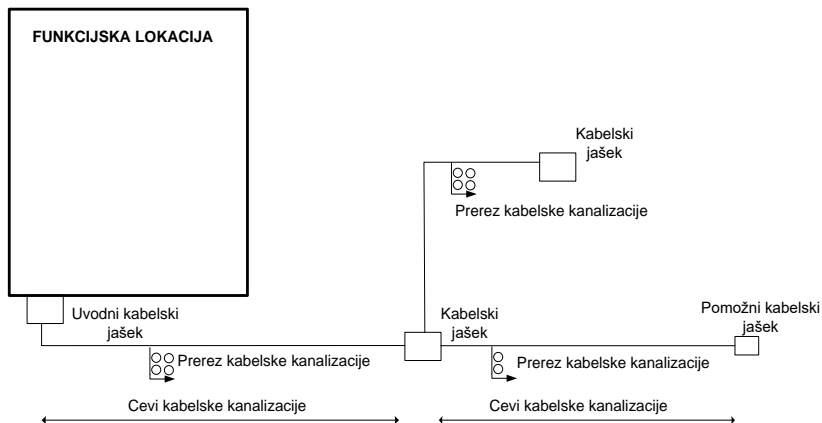 FUNKCIJSKA LOKACIJA
Kabelski
jašek
Prerez kabelske kanalizacije
Uvodni kabelski
jašek
Kabelski
jašek
Pomožni kabelski
jašek
Prerez kabelske kanalizacije
Prerez kabelske kanalizacije
Cevi kabelske kanalizacije
Cevi kabelske kanalizacije